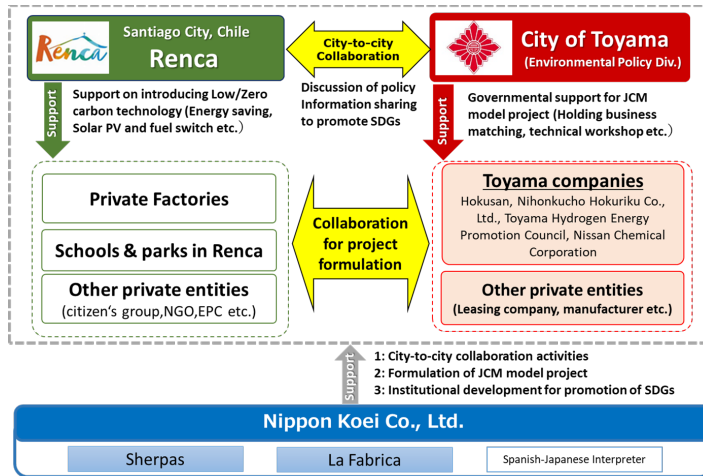 Renca
Santiago City, Chile
Renca
City-to-city
Collaboration
City of Toyama
(Environmental Policy Div.)
Discussion of policy
Information sharing
to promote SDGs
Support
Support on introducing Low/Zero
carbon technology (Energy saving,
Solar PV and fuel switch etc.)
Support
Governmental support for JCM
model project (Holding business
matching, technical workshop etc.)
Private Factories
Schools & parks in Renca
Other private entities
(citizen's group,NGO,EPC etc.)
Collaboration
for project
formulation
Toyama companies
Hokusan, Nihonkucho Hokuriku Co.,
Ltd., Toyama Hydrogen Energy
Promotion Council, Nissan Chemical
Corporation
Other private entities
(Leasing company, manufacturer etc.)
Support
1: City-to-city collaboration activities
2: Formulation of JCM model project
3: Institutional development for promotion of SDGs
Nippon Koei Co., Ltd.
Sherpas
La Fabrica
Spanish-Japanese Interpreter